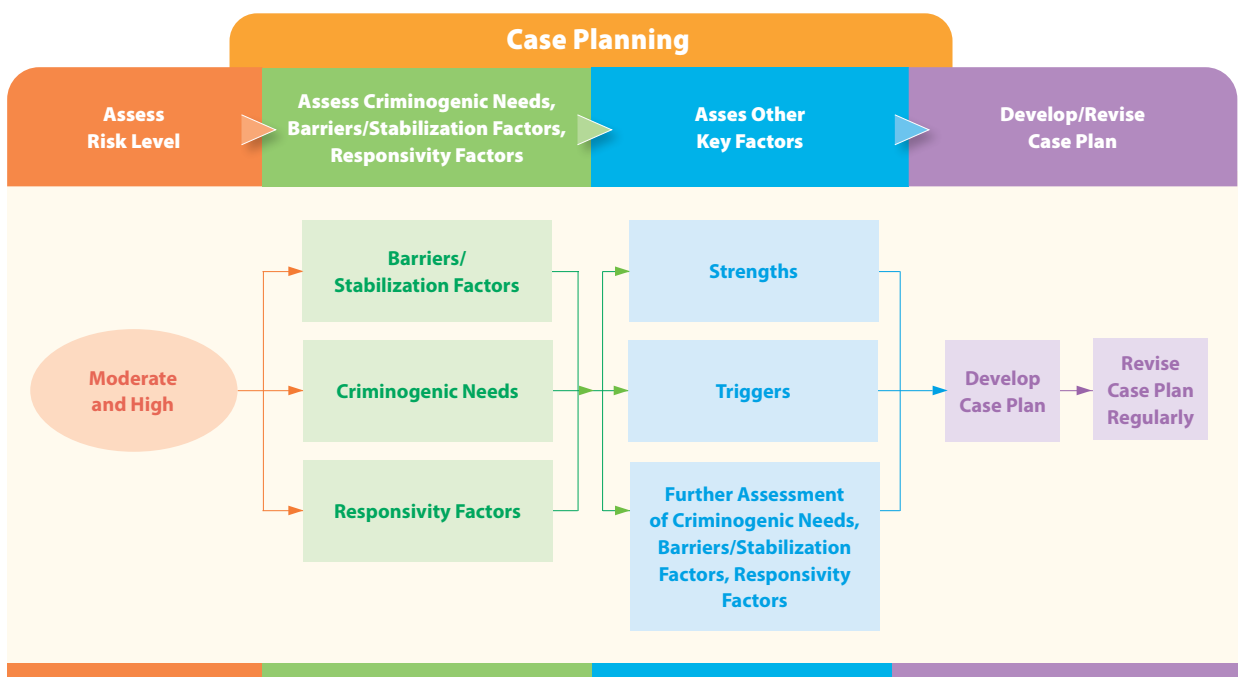 Case Planning
Assess
Risk Level
Assess Criminogenic Needs,
Barriers/Stabilization Factors,
Responsivity Factors
Asses Other
Key Factors
Develop/Revise
Case Plan
Moderate
and High
Barriers/
Stabilization Factors
Criminogenic Needs
Responsivity Factors
Strengths
Triggers
Further Assessment
of Criminogenic Needs,
Barriers/Stabilization
Factors, Responsivity
Factors
Develop
Case Plan
Revise
Case Plan
Regularly